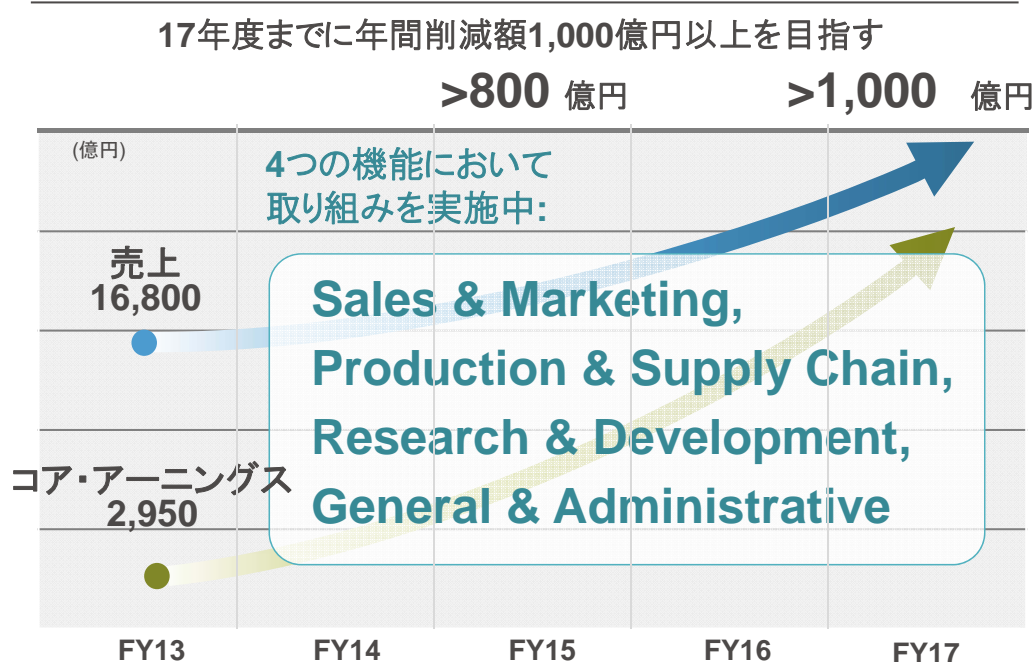 17年度までに年間削減額1,000億円以上を目指す
>800 億円 >1,000 億円
(億円)
4つの機能において
取り組みを実施中:
売上
16,800
Sales & Marketing,
Production & Supply Chain,
Research & Development,
General & Administrative
コア・アーニングス
2,950
FY13 FY14 FY15 FY16 FY17